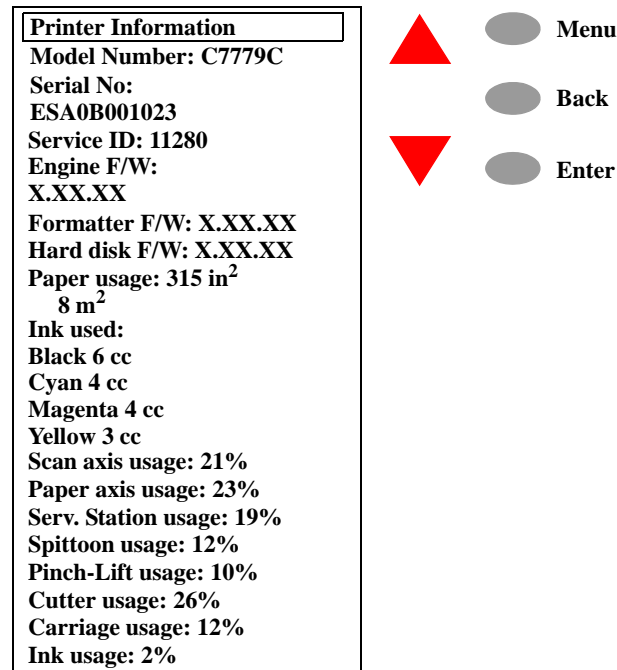 Printer Information
Model Number: C7779C
Serial No:
ESA0B001023
Service ID: 11280
Engine F/W:
X.XX.XX
Formatter F/W: X.XX.XX
Hard disk F/W: X.XX.XX
Paper usage: 315 in²
8 m²
Ink used:
Black 6 cc
Cyan 4 cc
Magenta 4 cc
Yellow 3 cc
Scan axis usage: 21%
Paper axis usage: 23%
Serv. Station usage: 19%
Spittoon usage: 12%
Pinch-Lift usage: 10%
Cutter usage: 26%
Carriage usage: 12%
Ink usage: 2%
Menu
Back
Enter